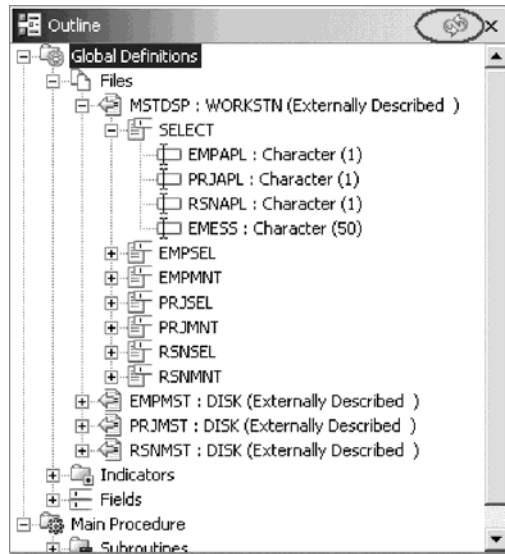 Outline
Global Definitions
Files
MSTDSP : WORKSTN (Externally Described )
SELECT
EMPAPL : Character (1)
PRJAPL : Character (1)
RSNAPL : Character (1)
EMESS : Character (50)
EMPSEL
EMPMNT
PRJSEL
PRJMNT
RSNSEL
RSNMNT
EMPMST : DISK (Externally Described )
PRJMST : DISK (Externally Described )
RSNMST : DISK (Externally Described )
Indicators
Fields
Main Procedure
Subroutines